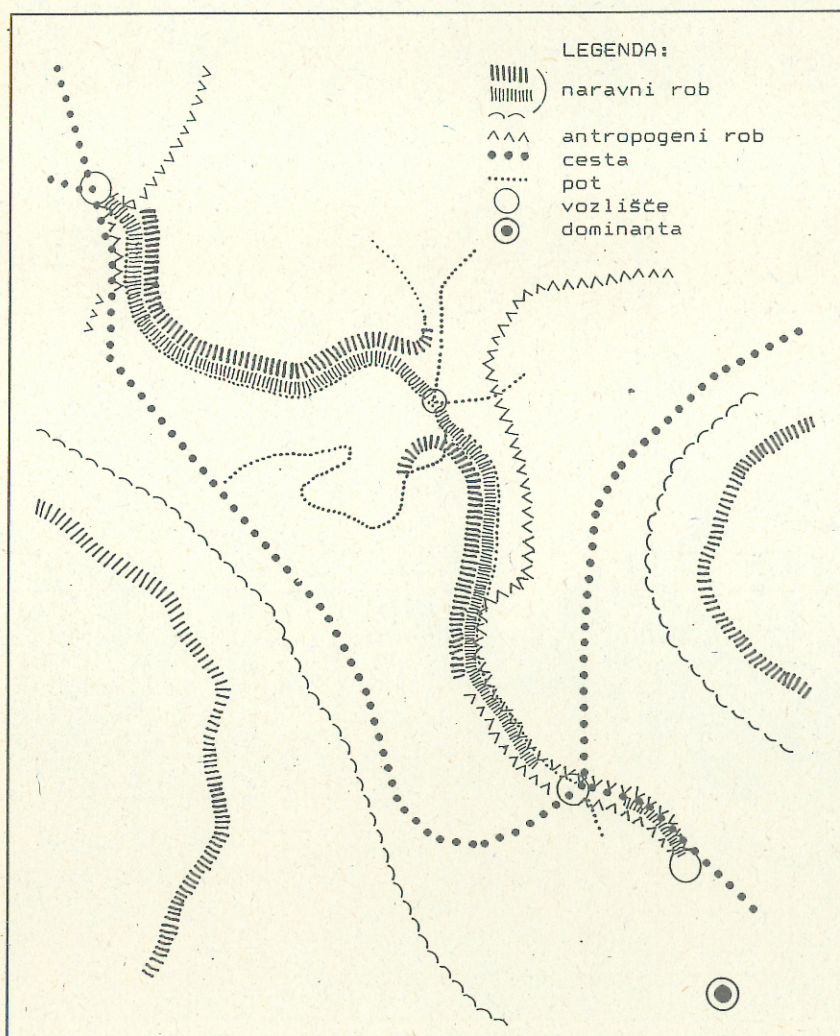 LEGENDA:
naravni rob
antropogeni rob
cesta
pot
vozlišče
dominanta